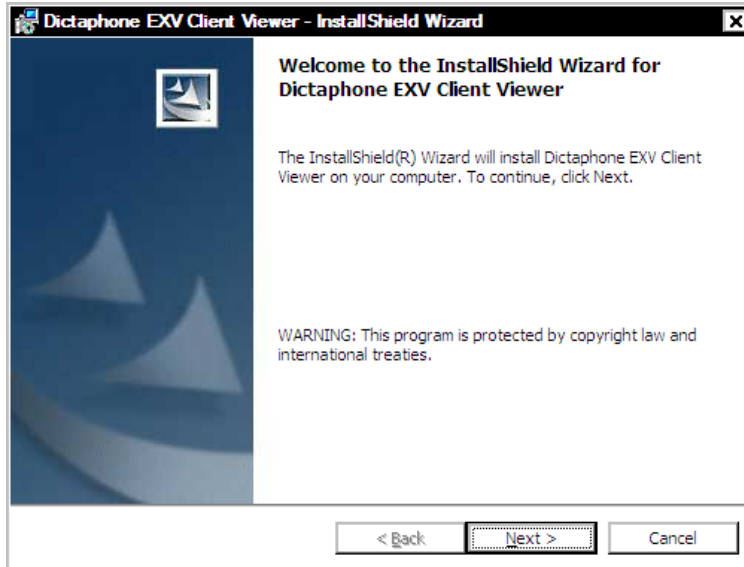 Dictaphone EXV Client Viewer - InstallShield Wizard
Welcome to the InstallShield Wizard for
Dictaphone EXV Client Viewer
The InstallShield(R) Wizard will install Dictaphone EXV Client
Viewer on your computer. To continue, click Next.
WARNING: This program is protected by copyright law and
international treaties.
< Back Next > Cancel